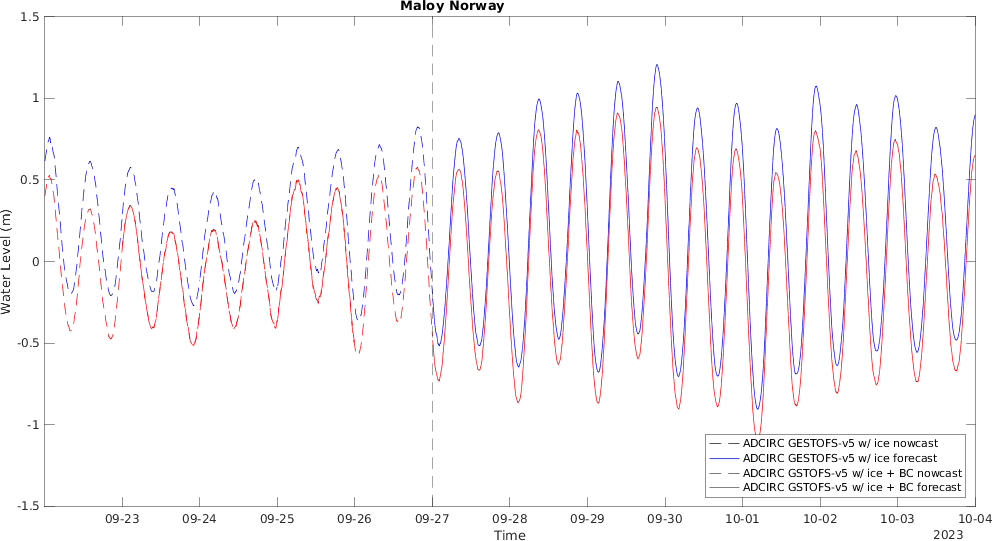 Maloy Norway
1.5
1
0.5
0
-0.5
-1
-1.5
Water Level (m)
09-23 09-24 09-25 09-26 09-27 09-28 09-29 09-30 10-01 10-02 10-03 10-04
Time
2023
ADCIRC GESTOFS-v5 w/ ice nowcast
ADCIRC GESTOFS-v5 w/ ice forecast
ADCIRC GSTOFS-v5 w/ ice + BC nowcast
ADCIRC GSTOFS-v5 w/ ice + BC forecast